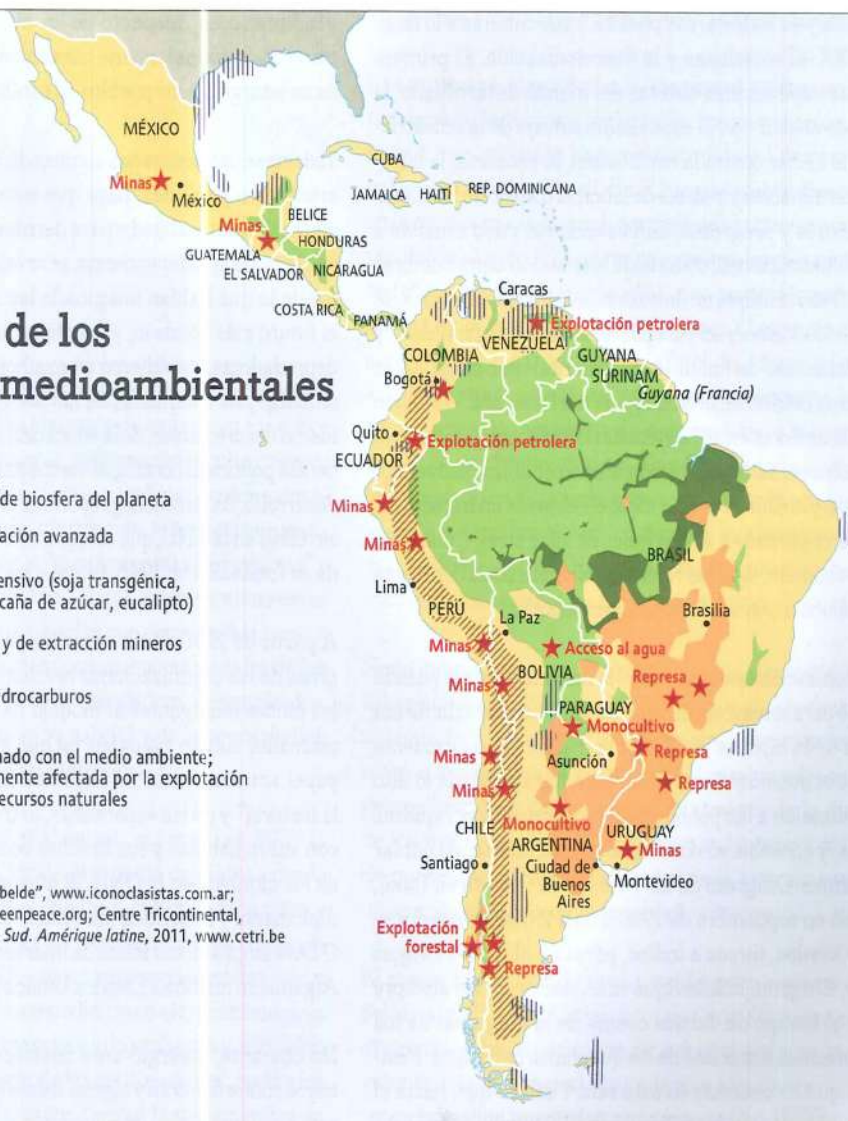 MÉXICO
Minas
México
CUBA
JAMAICA
HAITÍ
REP. DOMINICANA
Minas
BELICE
HONDURAS
GUATEMALA
EL SALVADOR
NICARAGUA
COSTA RICA
PANAMÁ
Caracas
Explotación petrolera
VENEZUELA
COLOMBIA
GUYANA
SURINAM
Guyana (Francia)
Bogotá
de los
medioambientales
Quito
Explotación petrolera
ECUADOR
de biosfera del planeta
Minas
ación avanzada
Minas
BRASIL
ensivo (soja transgénica,
caña de azúcar, eucalipto)
Lima
PERÚ
La Paz
Brasilia
y de extracción mineros
Minas
Acceso al agua
BOLIVIA
Represa
Minas
idrocarburos
PARAGUAY
Monocultivo
Asunción
Represa
nado con el medio ambiente;
mente afectada por la explotación
recursos naturales
Minas
Represa
Minas
CHILE
Monocultivo
ARGENTINA
URUGUAY
Minas
Santiago
Ciudad de
Buenos
Aires
Montevideo
belde", www.iconoclasistas.com.ar;
eenpeace.org; Centre Tricontinental,
Sud. Amérique latine, 2011, www.cetri.be
Explotación
forestal
Represa